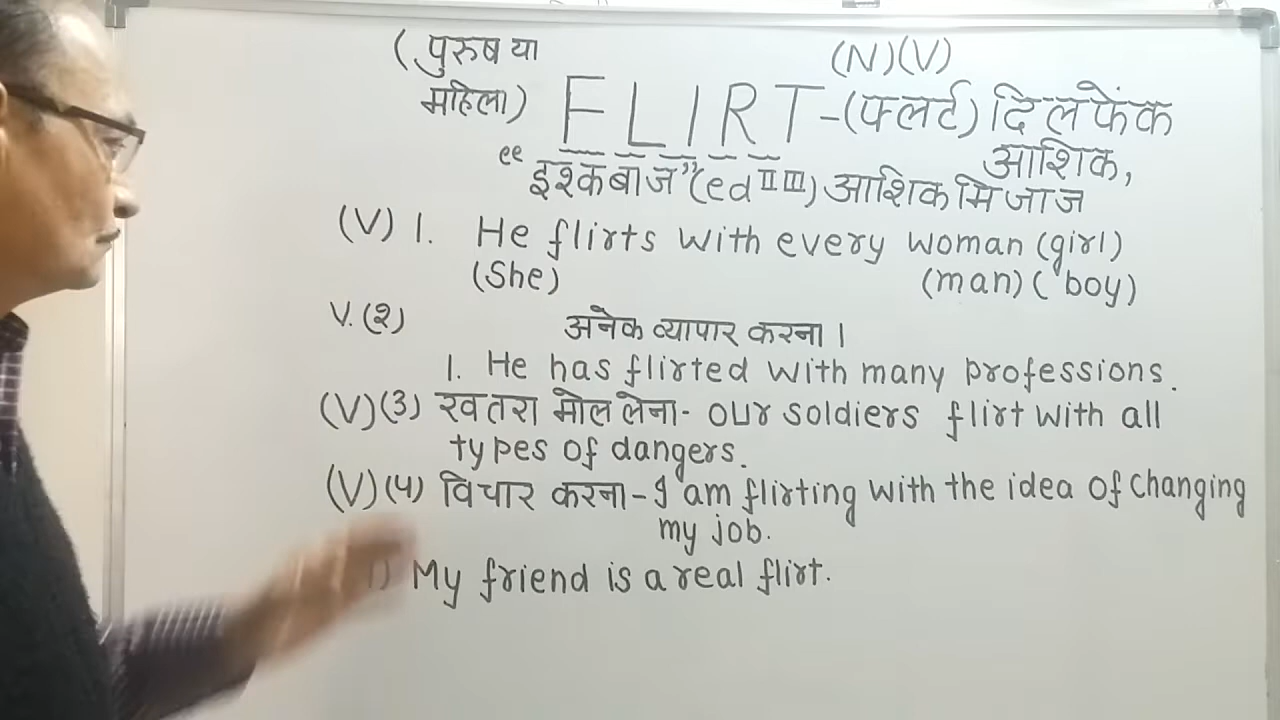 (पुरुष या (N)(V)
महिला) FLIRT-(फ्लर्ट) दिलफेंक
आशिक,
"इश्कबाज" (ed II III) आशिक मिजाज
(V) 1. He flirts with every woman (girl)
(She) (man) (boy)
V. (२) अनेक व्यापार करना।
1. He has flirted with many professions.
(V)(3) खतरा मोल लेना- our soldiers flirt with all
types of dangers.
(V)(4) विचार करना- I am flirting with the idea of changing
my job.
) My friend is a real flirt.